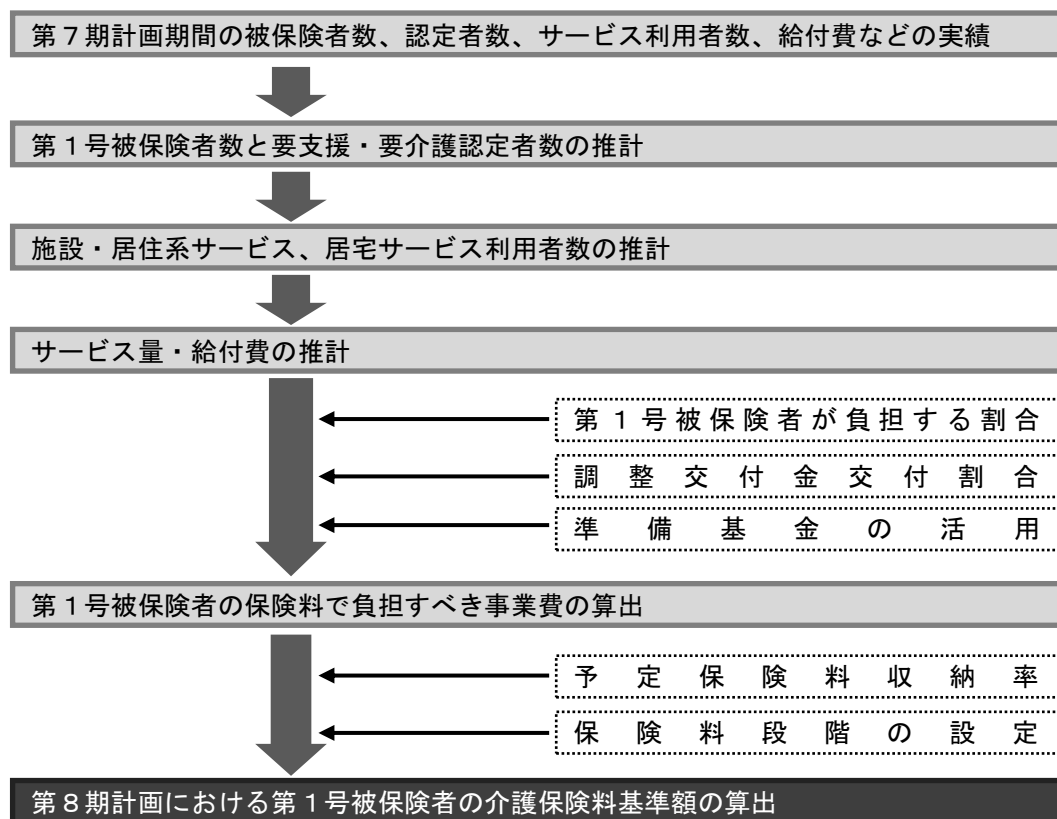 第７期計画期間の被保険者数、認定者数、サービス利用者数、給付費などの実績
第１号被保険者数と要支援・要介護認定者数の推計
施設・居住系サービス、居宅サービス利用者数の推計
サービス量・給付費の推計
第１号被保険者が負担する割合
調整交付金交付割合
準備基金の活用
第１号被保険者の保険料で負担すべき事業費の算出
予定保険料収納率
保険料段階の設定
第８期計画における第１号被保険者の介護保険料基準額の算出